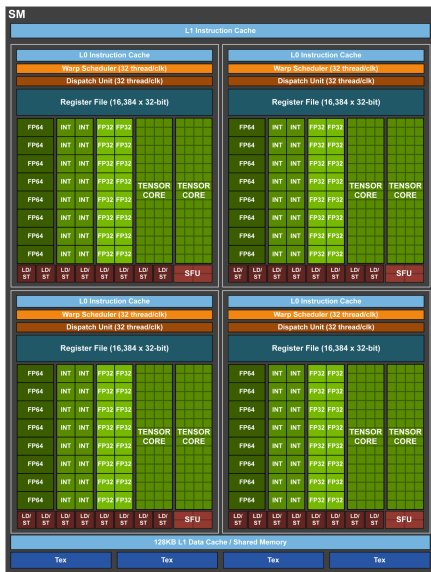 SM
L1 Instruction Cache
L0 Instruction Cache
Warp Scheduler (32 thread/clk)
Dispatch Unit (32 thread/clk)
Register File (16,384 x 32-bit)
FP64 INT INT FP32 FP32
FP64 INT INT FP32 FP32
FP64 INT INT FP32 FP32
FP64 INT INT FP32 FP32
TENSOR CORE TENSOR CORE
FP64 INT INT FP32 FP32
FP64 INT INT FP32 FP32
FP64 INT INT FP32 FP32
FP64 INT INT FP32 FP32
LD/ST LD/ST LD/ST LD/ST LD/ST LD/ST LD/ST LD/ST SFU
L0 Instruction Cache
Warp Scheduler (32 thread/clk)
Dispatch Unit (32 thread/clk)
Register File (16,384 x 32-bit)
FP64 INT INT FP32 FP32
FP64 INT INT FP32 FP32
FP64 INT INT FP32 FP32
FP64 INT INT FP32 FP32
TENSOR CORE TENSOR CORE
FP64 INT INT FP32 FP32
FP64 INT INT FP32 FP32
FP64 INT INT FP32 FP32
FP64 INT INT FP32 FP32
LD/ST LD/ST LD/ST LD/ST LD/ST LD/ST LD/ST LD/ST SFU
L0 Instruction Cache
Warp Scheduler (32 thread/clk)
Dispatch Unit (32 thread/clk)
Register File (16,384 x 32-bit)
FP64 INT INT FP32 FP32
FP64 INT INT FP32 FP32
FP64 INT INT FP32 FP32
FP64 INT INT FP32 FP32
TENSOR CORE TENSOR CORE
FP64 INT INT FP32 FP32
FP64 INT INT FP32 FP32
FP64 INT INT FP32 FP32
FP64 INT INT FP32 FP32
LD/ST LD/ST LD/ST LD/ST LD/ST LD/ST LD/ST LD/ST SFU
L0 Instruction Cache
Warp Scheduler (32 thread/clk)
Dispatch Unit (32 thread/clk)
Register File (16,384 x 32-bit)
FP64 INT INT FP32 FP32
FP64 INT INT FP32 FP32
FP64 INT INT FP32 FP32
FP64 INT INT FP32 FP32
TENSOR CORE TENSOR CORE
FP64 INT INT FP32 FP32
FP64 INT INT FP32 FP32
FP64 INT INT FP32 FP32
FP64 INT INT FP32 FP32
LD/ST LD/ST LD/ST LD/ST LD/ST LD/ST LD/ST LD/ST SFU
128KB L1 Data Cache / Shared Memory
Tex Tex Tex Tex